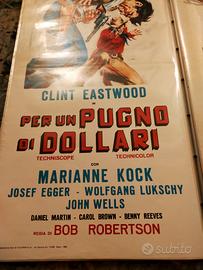 CLINT EASTWOOD
in
PER UN PUGNO
DI DOLLARI
TECHNISCOPE TECHNICOLOR
con
MARIANNE KOCK
JOSEF EGGER - WOLFGANG LUKSCHY
JOHN WELLS
DANIEL MARTIN - CAROL BROWN - BENNY REEVES
REGIA DI BOB ROBERTSON
subito